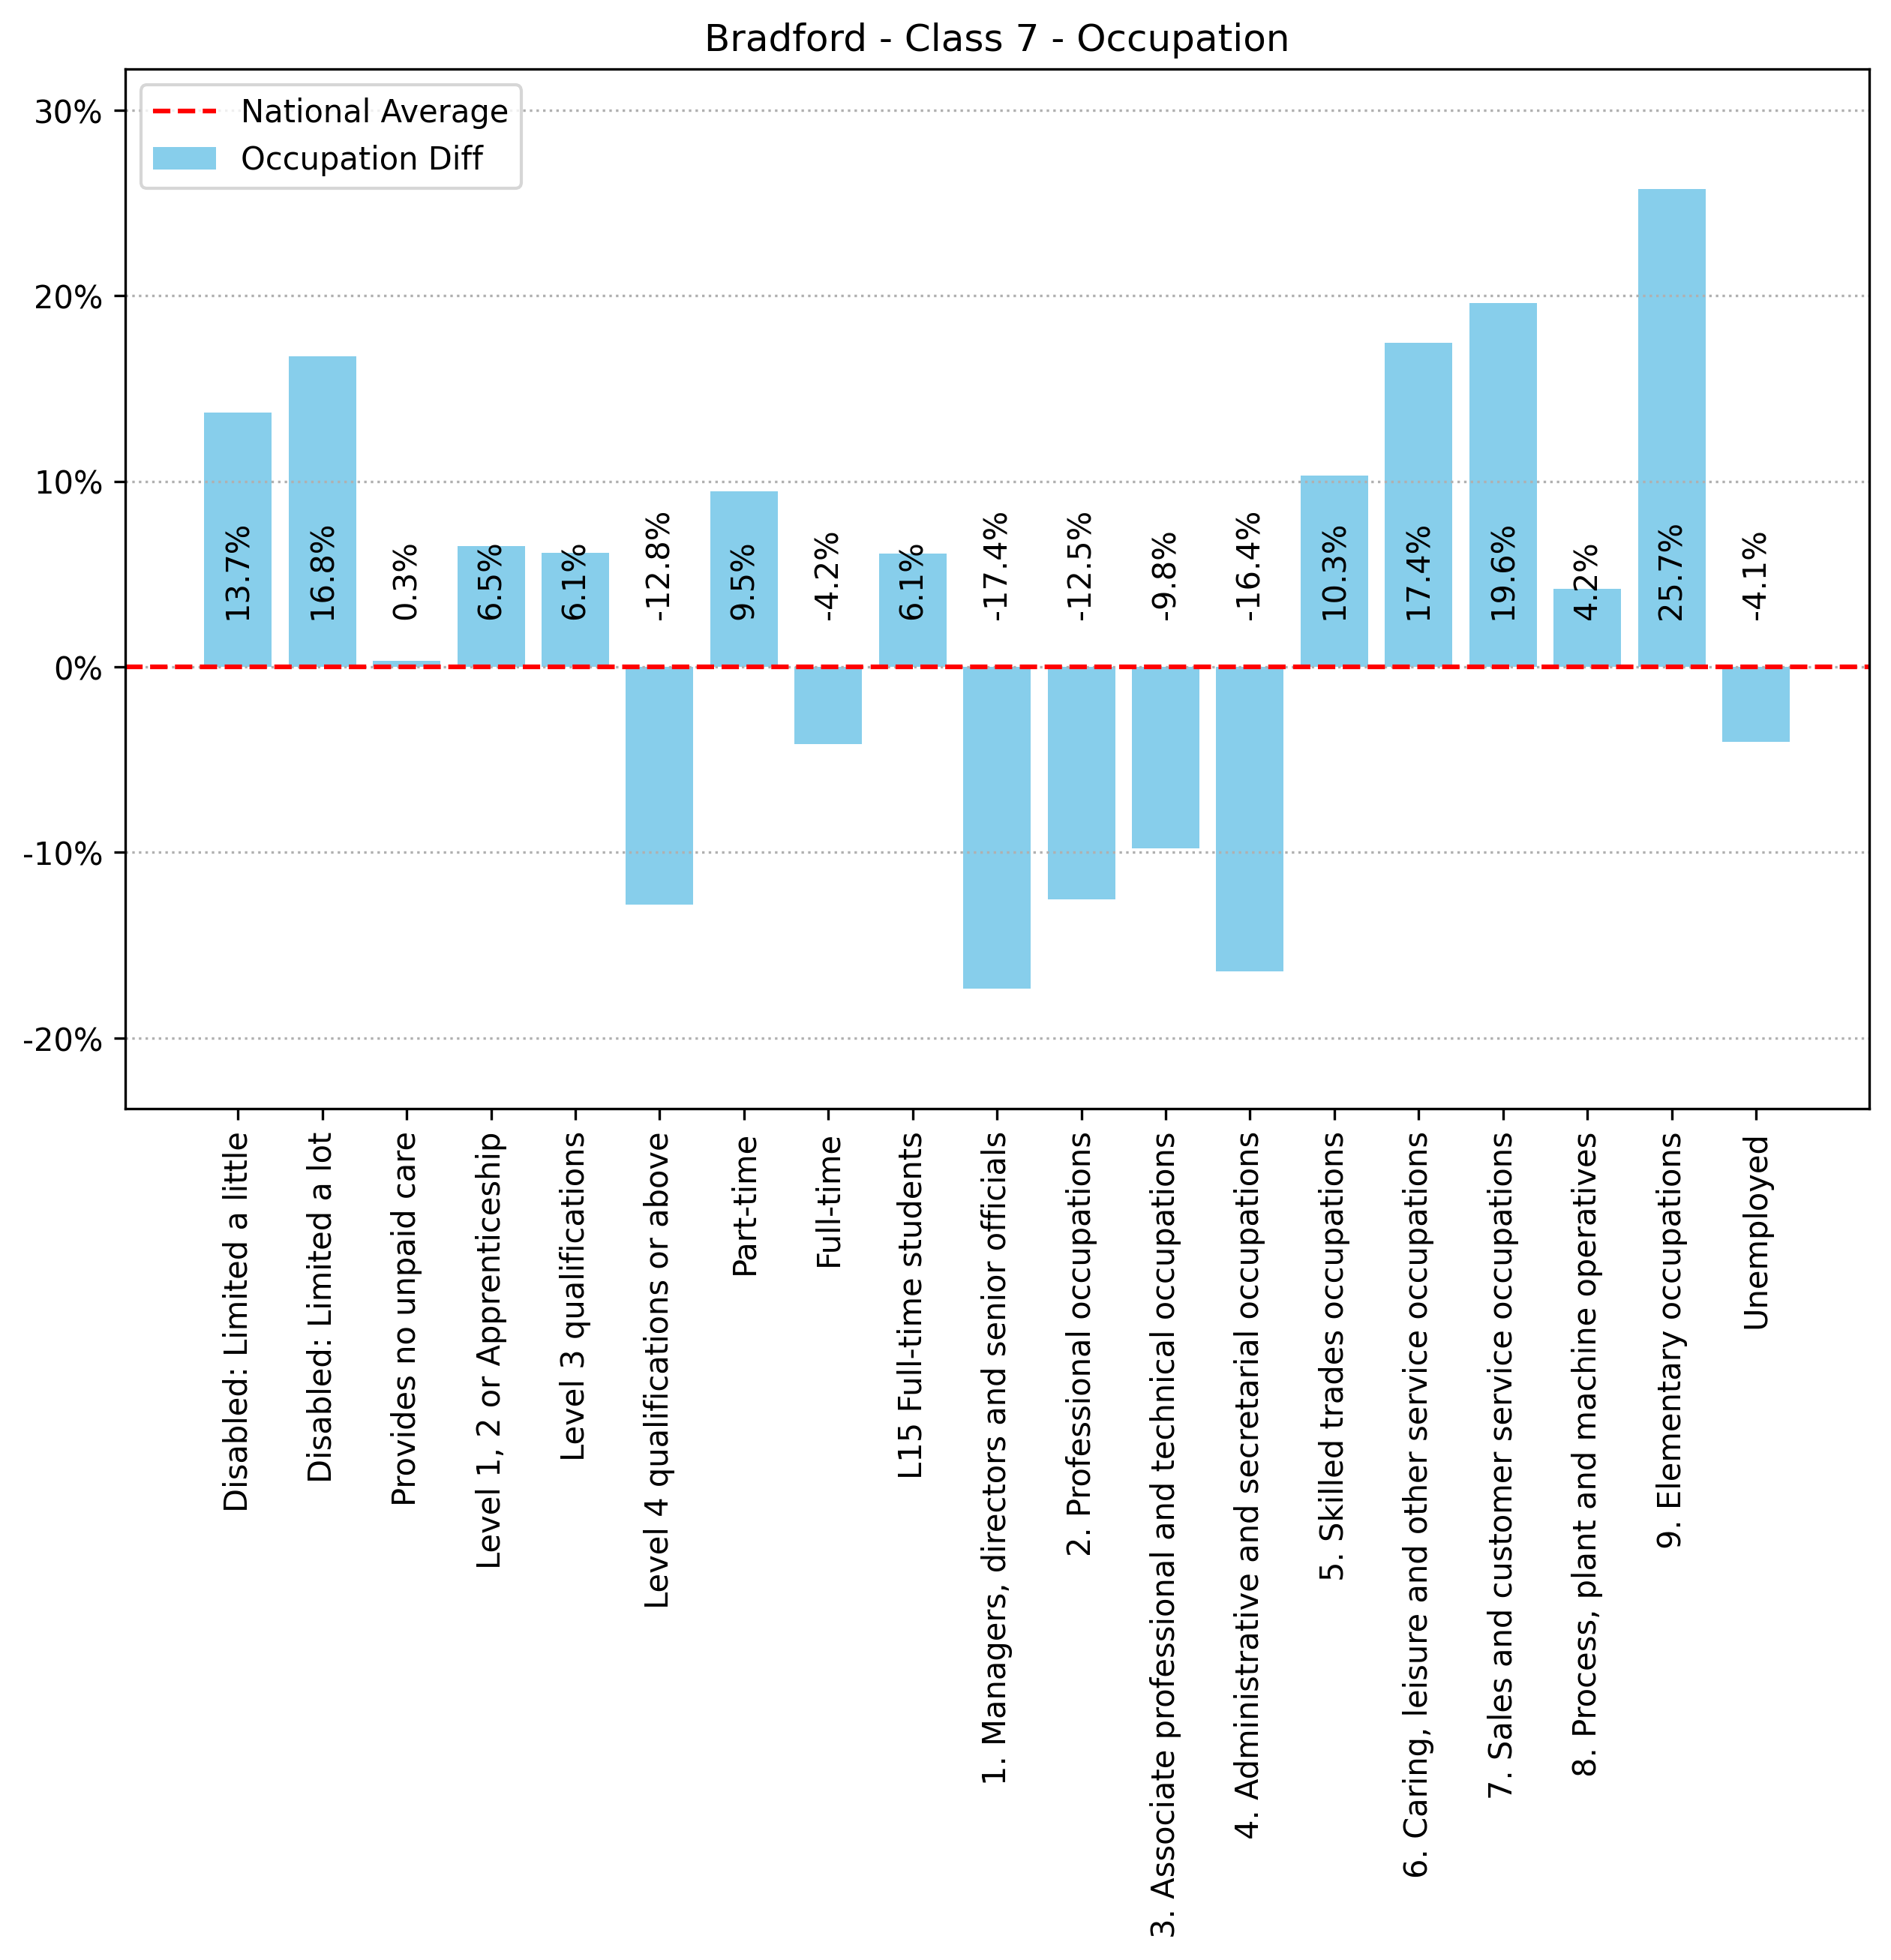 Bradford - Class 7 - Occupation
National Average
Occupation Diff
30%
20%
10%
0%
-10%
-20%
13.7%
16.8%
0.3%
6.5%
6.1%
-12.8%
9.5%
-4.2%
6.1%
-17.4%
-12.5%
-9.8%
-16.4%
10.3%
17.4%
19.6%
4.2%
25.7%
-4.1%
Disabled: Limited a little
Disabled: Limited a lot
Provides no unpaid care
Level 1, 2 or Apprenticeship
Level 3 qualifications
Level 4 qualifications or above
Part-time
Full-time
L15 Full-time students
1. Managers, directors and senior officials
2. Professional occupations
3. Associate professional and technical occupations
4. Administrative and secretarial occupations
5. Skilled trades occupations
6. Caring, leisure and other service occupations
7. Sales and customer service occupations
8. Process, plant and machine operatives
9. Elementary occupations
Unemployed